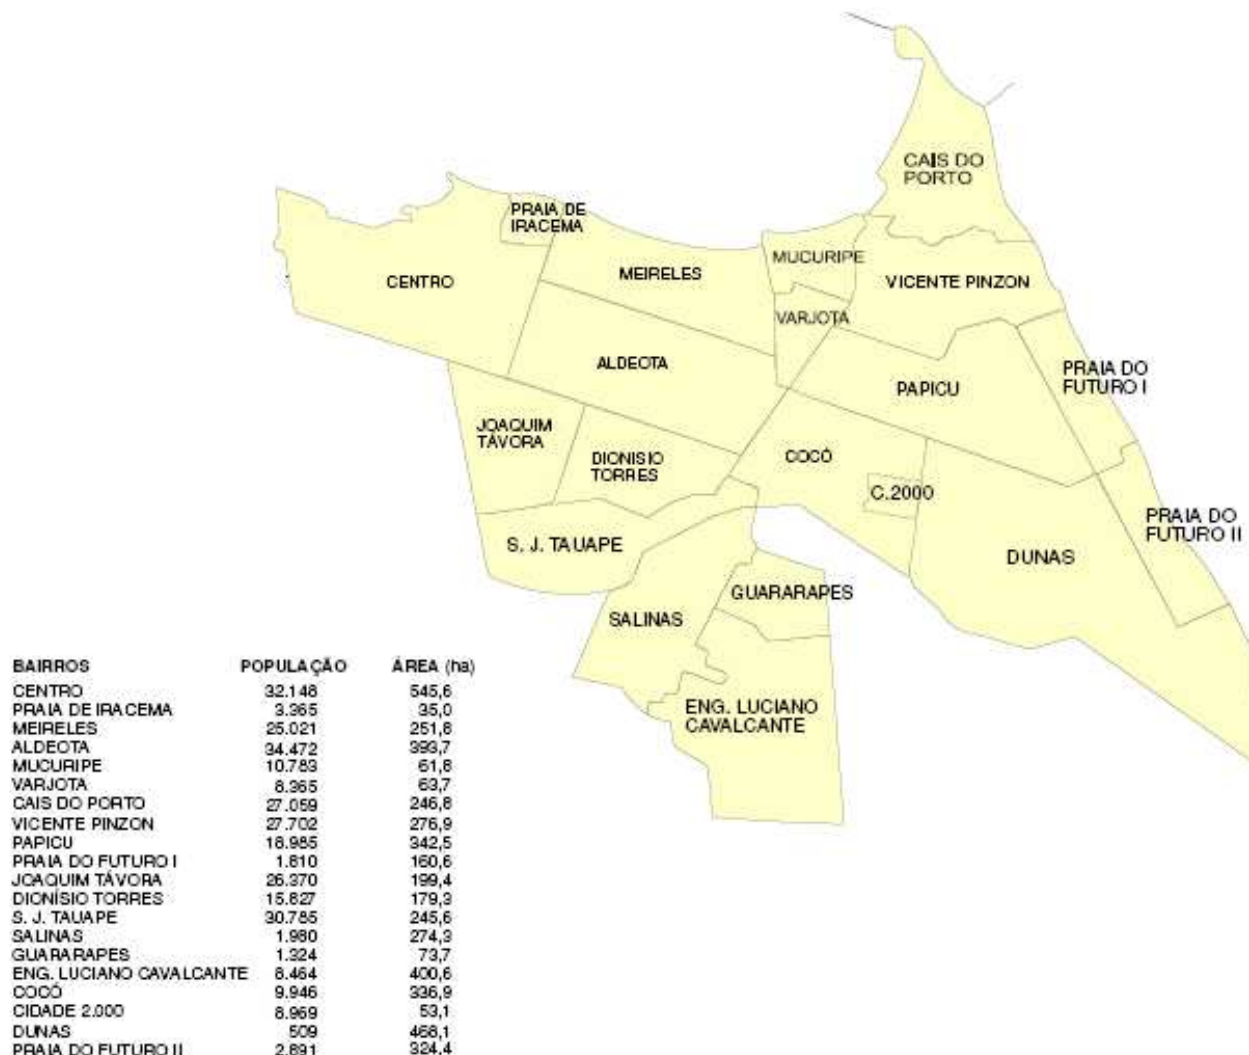 CAIS DO
PORTO
PRAIA DE
IRACEMA
CENTRO
MEIRELES
MUCURIPE
VICENTE PINZON
VARJOTA
ALDEOTA
PAPICU
PRAIA DO
FUTURO I
JOAQUIM
TÁVORA
DIONISIO
TORRES
COCÓ
C.2000
PRAIA DO
FUTURO II
S. J. TAUAPE
DUNAS
GUARARAPES
SALINAS
ENG. LUCIANO
CAVALCANTE
BAIRROS POPULAÇÃO ÁREA (ha)
CENTRO 32.148 545,6
PRAIA DE IRACEMA 3.365 35,0
MEIRELES 25.021 251,8
ALDEOTA 34.472 393,7
MUCURIPE 10.783 61,8
VARJOTA 8.365 63,7
CAIS DO PORTO 27.059 246,8
VICENTE PINZON 27.702 276,9
PAPICU 18.985 342,5
PRAIA DO FUTURO I 1.810 160,6
JOAQUIM TÁVORA 26.370 199,4
DIONÍSIO TORRES 15.827 179,3
S. J. TAUAPE 30.785 245,6
SALINAS 1.980 274,3
GUARARAPES 1.324 73,7
ENG. LUCIANO CAVALCANTE 8.464 400,6
COCÓ 9.946 336,9
CIDADE 2.000 8.969 53,1
DUNAS 509 468,1
PRAIA DO FUTURO II 2.891 324,4